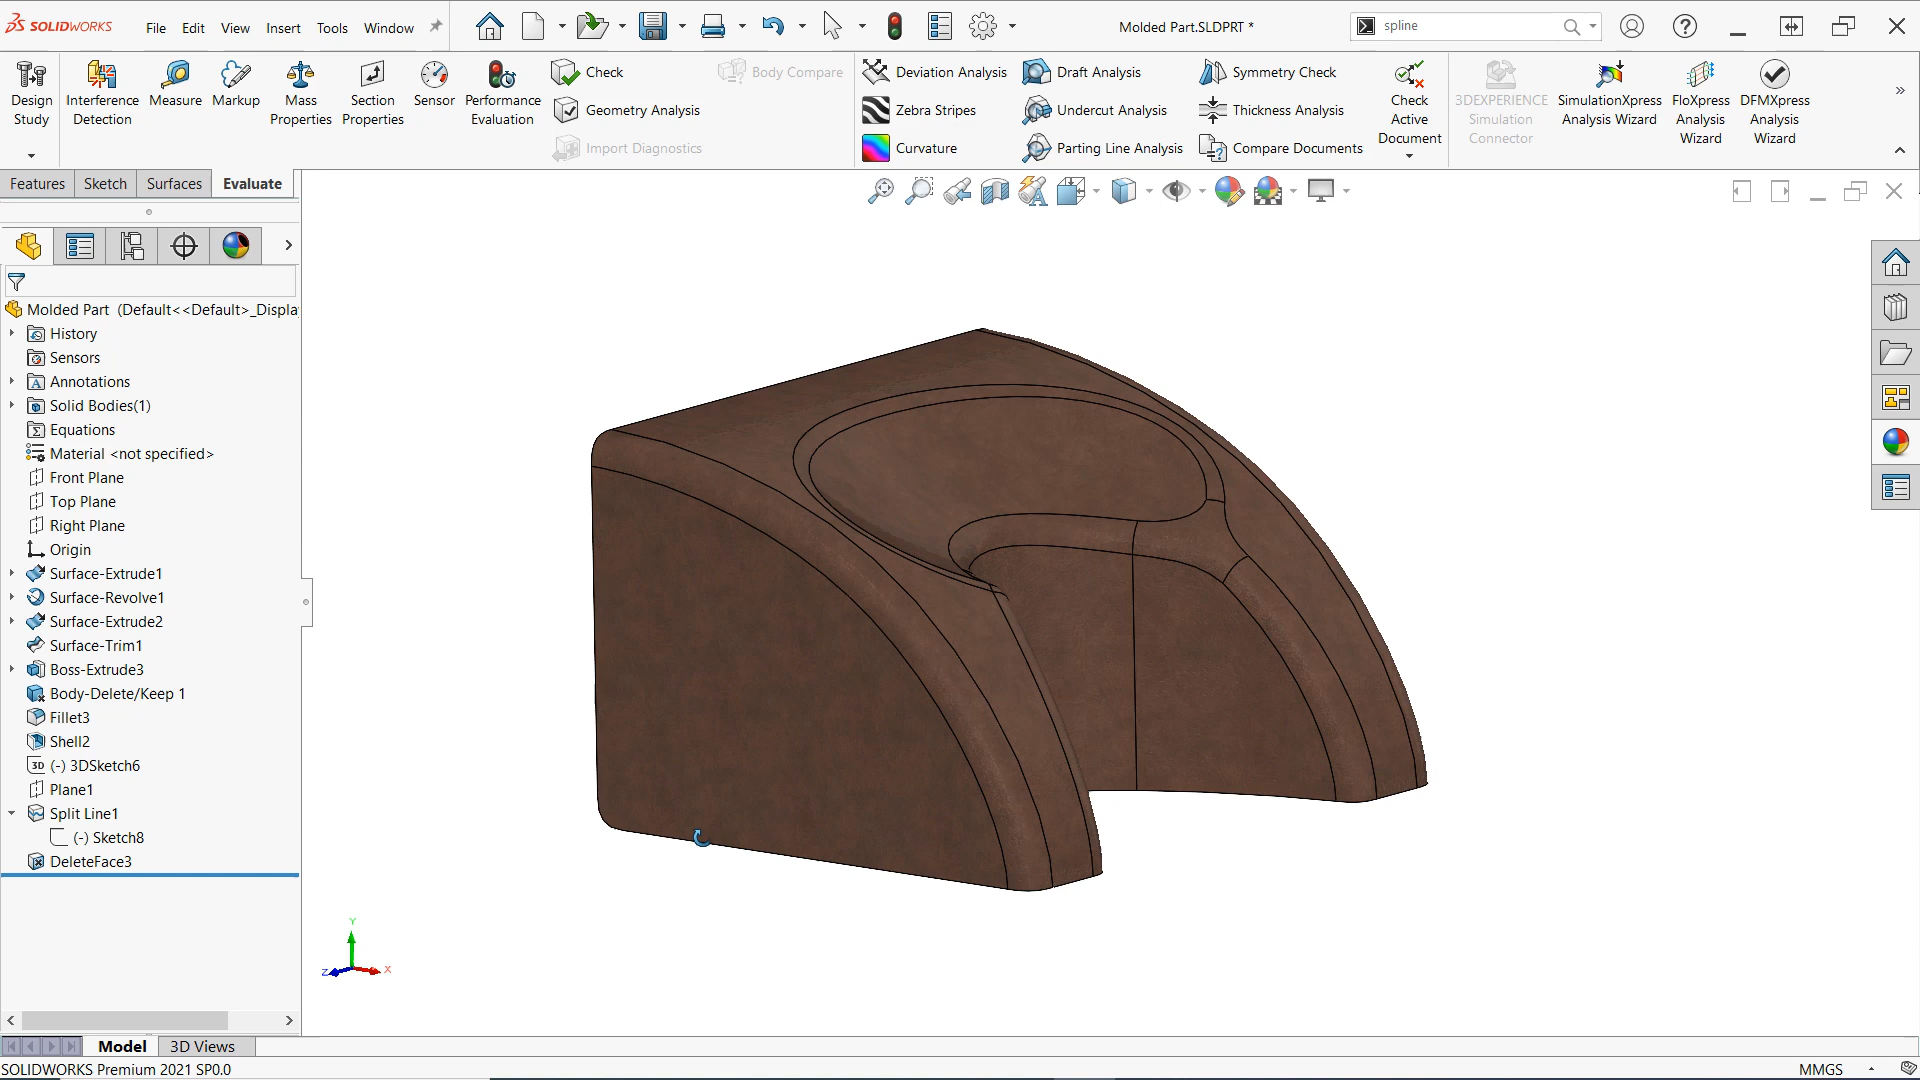 SOLIDWORKS
File Edit View Insert Tools Window
Molded Part.SLDPRT *
spline
Design Study
Interference Detection
Measure
Markup
Mass Properties
Section Properties
Sensor
Performance Evaluation
Check
Geometry Analysis
Import Diagnostics
Body Compare
Deviation Analysis
Zebra Stripes
Curvature
Draft Analysis
Undercut Analysis
Parting Line Analysis
Symmetry Check
Thickness Analysis
Compare Documents
Check Active Document
3DEXPERIENCE Simulation Connector
SimulationXpress Analysis Wizard
FloXpress Analysis Wizard
DFMXpress Analysis Wizard
Features Sketch Surfaces Evaluate
Molded Part (Default<<Default>_Displa
History
Sensors
Annotations
Solid Bodies(1)
Equations
Material <not specified>
Front Plane
Top Plane
Right Plane
Origin
Surface-Extrude1
Surface-Revolve1
Surface-Extrude2
Surface-Trim1
Boss-Extrude3
Body-Delete/Keep 1
Fillet3
Shell2
3D (-) 3DSketch6
Plane1
Split Line1
(-) Sketch8
DeleteFace3
Y
Z X
Model 3D Views
SOLIDWORKS Premium 2021 SP0.0
MMGS